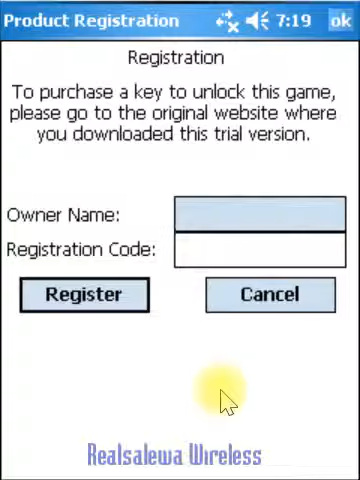 Product Registration 7:19 ok
Registration
To purchase a key to unlock this game,
please go to the original website where
you downloaded this trial version.
Owner Name:
Registration Code:
Register Cancel
Realsalewa Wireless